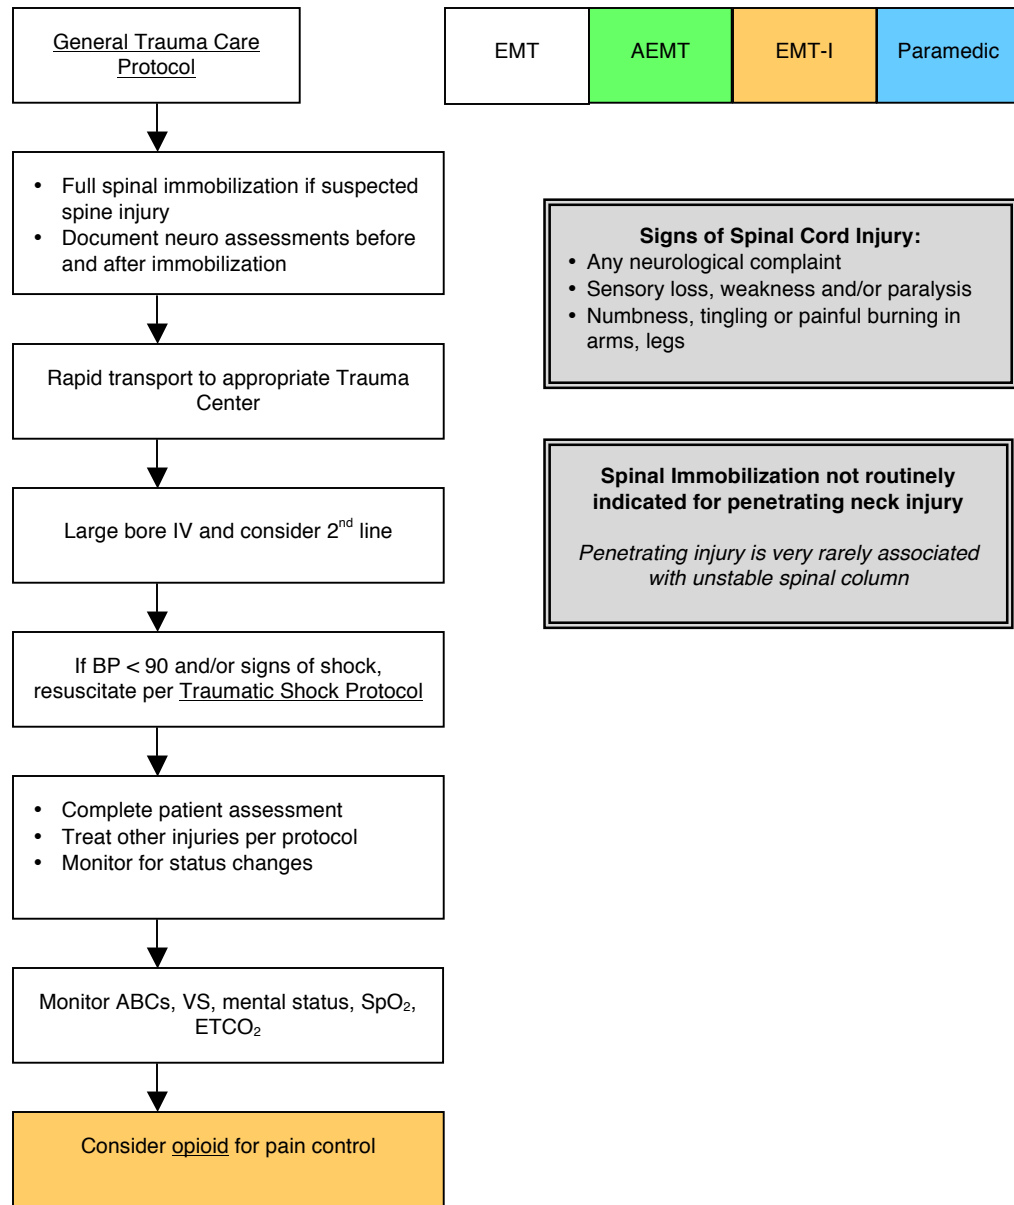 General Trauma Care
Protocol
EMT
AEMT
EMT-I
Paramedic
• Full spinal immobilization if suspected
spine injury
• Document neuro assessments before
and after immobilization
Signs of Spinal Cord Injury:
• Any neurological complaint
• Sensory loss, weakness and/or paralysis
• Numbness, tingling or painful burning in
arms, legs
Rapid transport to appropriate Trauma
Center
Spinal Immobilization not routinely
indicated for penetrating neck injury
Penetrating injury is very rarely associated
with unstable spinal column
Large bore IV and consider 2nd line
If BP < 90 and/or signs of shock,
resuscitate per Traumatic Shock Protocol
• Complete patient assessment
• Treat other injuries per protocol
• Monitor for status changes
Monitor ABCs, VS, mental status, SpO₂,
ETCO₂
Consider opioid for pain control